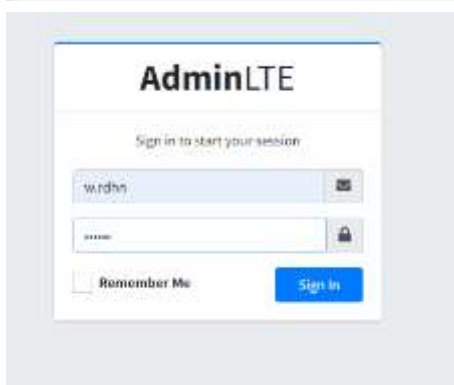 AdminLTE
Sign in to start your session
w.rdhn
••••••
Remember Me
Sign In